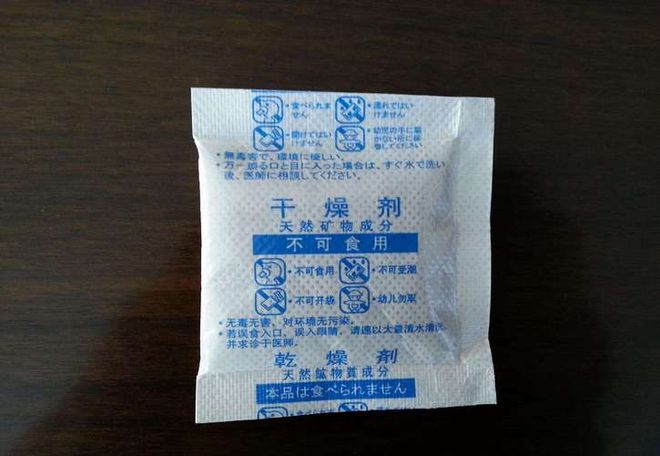 ・食べられません
・濡れてはいけません
・開けてはいけません
・幼児の手に届かない所に保管してください
・無毒害で、環境に優しい。
・万一誤る口と目に入った場合は、すぐ水で洗い後、医師に相談してください。
干燥剂
天然矿物成分
不可食用
・不可食用
・不可受潮
・不可开袋
・幼儿勿取
・无毒无害，对环境无污染。
・若误食入口，误入眼睛，请速以大量清水清洗
并求诊于医师。
乾燥剤
天然鉱物質成分
本品は食べられません